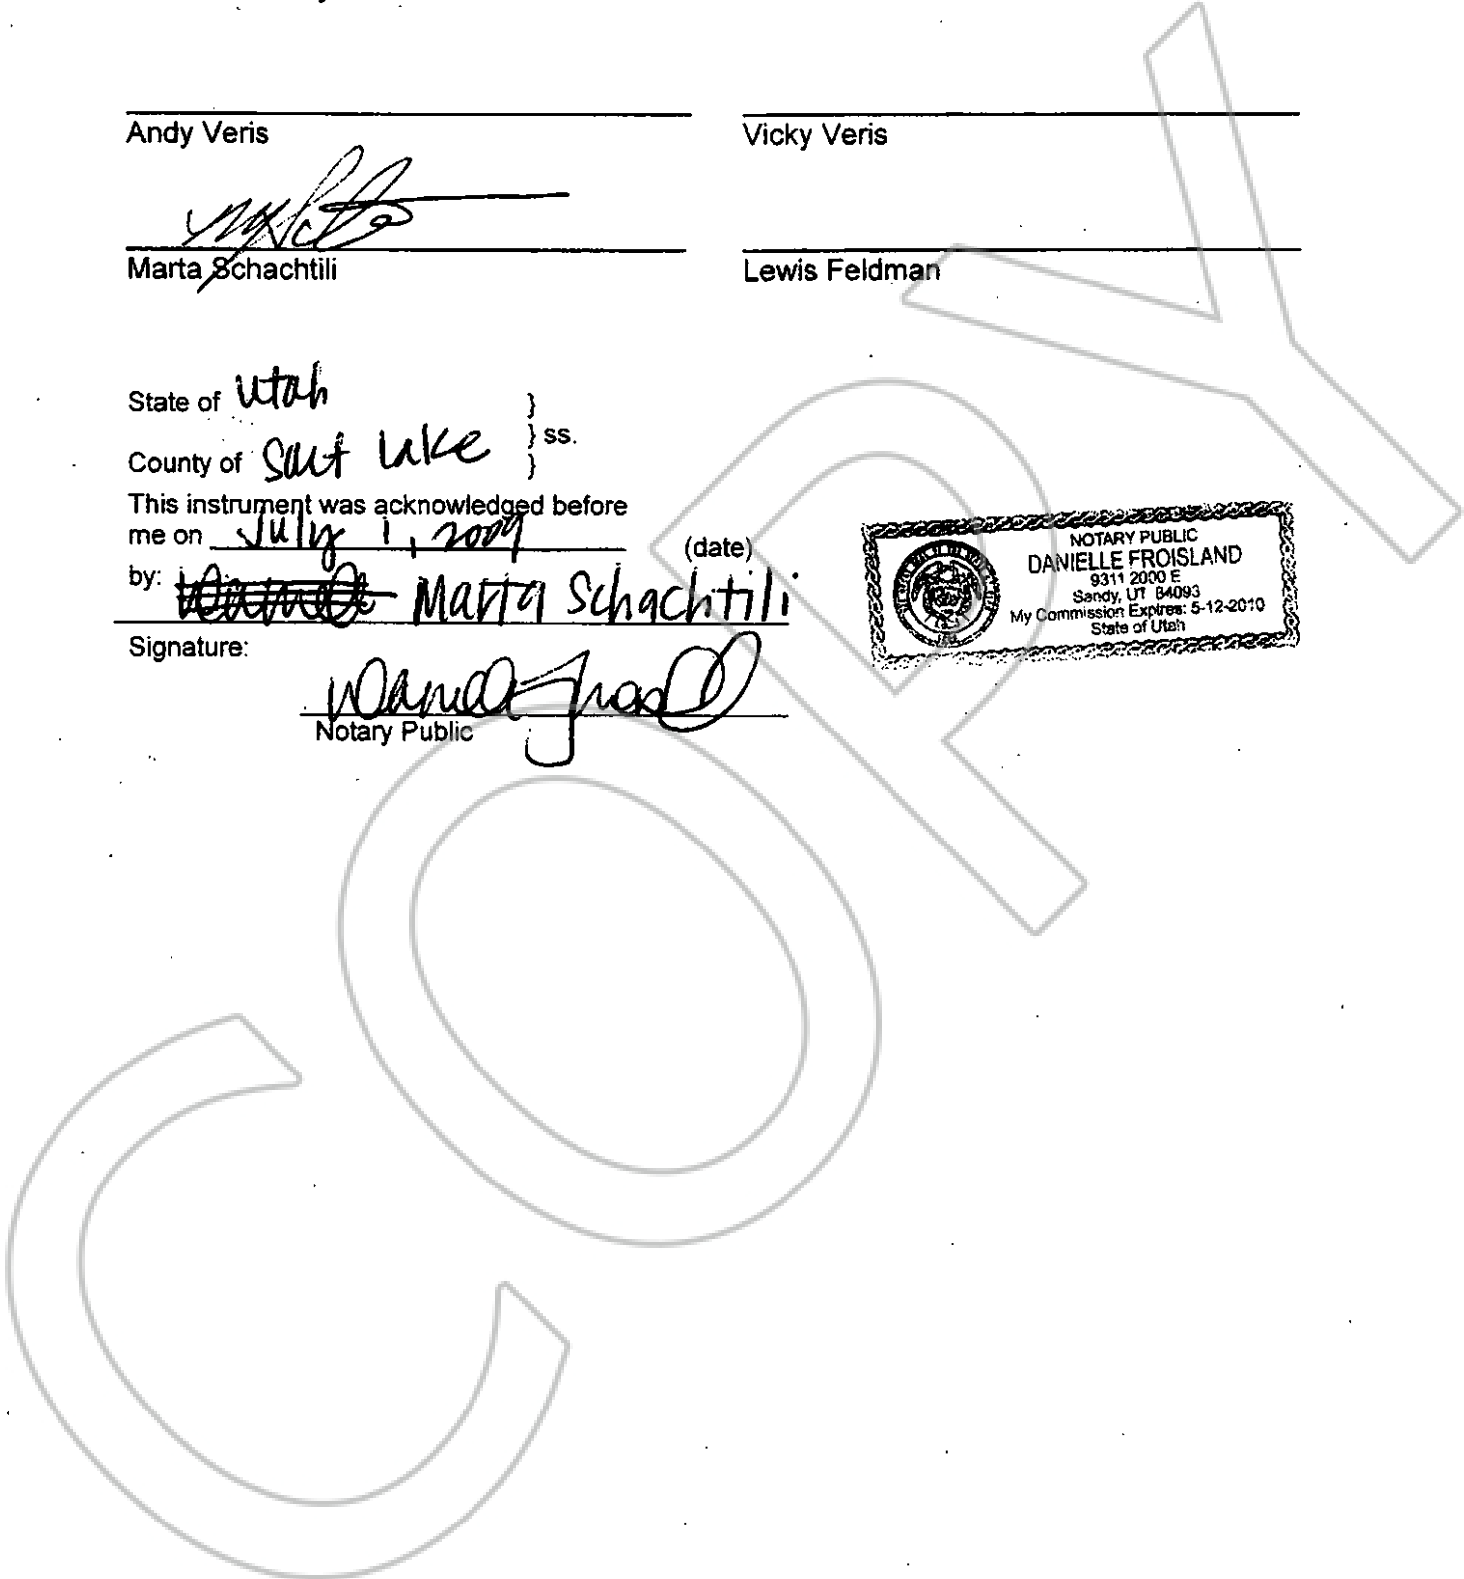 Andy Veris
Vicky Veris
Marta Schachtili
Lewis Feldman
State of Utah }
} ss.
County of Salt Lake }
This instrument was acknowledged before
me on July 1, 2009 (date)
by: Marta Schachtili
Signature:
Notary Public
NOTARY PUBLIC
DANIELLE FROISLAND
9311 2000 E
Sandy, UT 84093
My Commission Expires: 5-12-2010
State of Utah
COPY